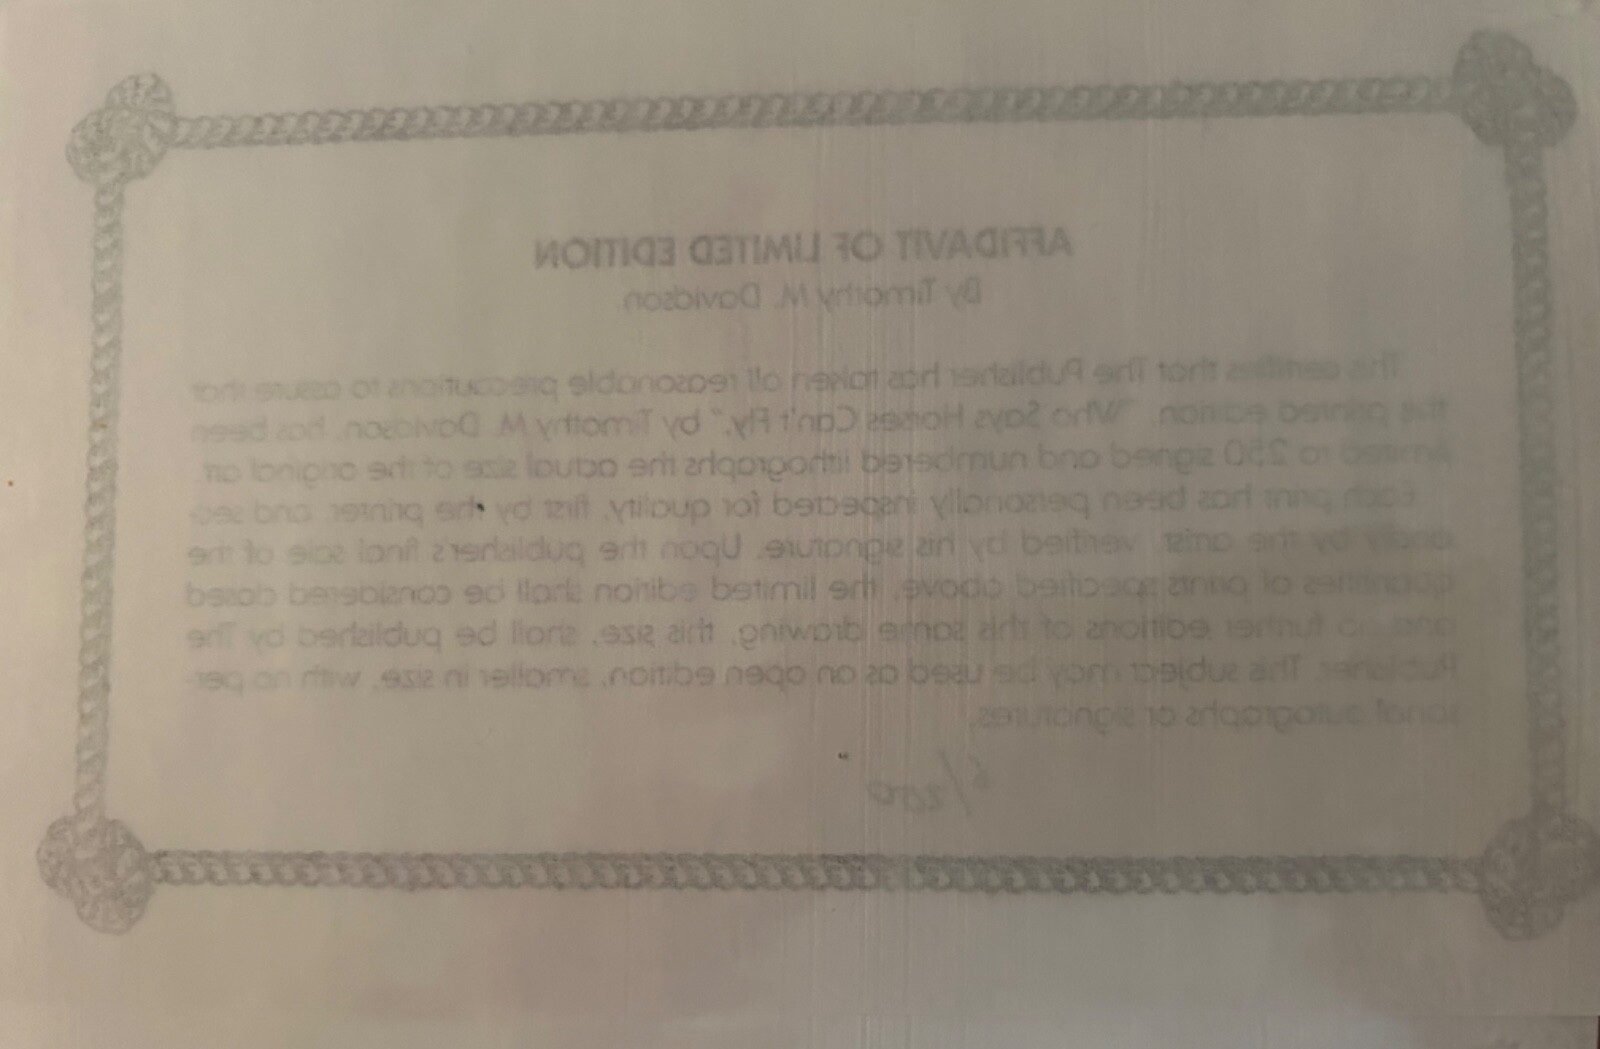 AFFIDAVIT OF LIMITED EDITION
By Timothy M. Davidson
This certifies that The Publisher has taken all reasonable precautions to assure that
this printed edition, "Who Says Horses Can't Fly," by Timothy M. Davidson, has been
limited to 250 signed and numbered lithographs the actual size of the original art.
Each print has been personally inspected for quality, first by the printer, and sec-
ondly by the artist, verified by his signature. Upon the publishers final sale of the
quantities of prints specified above, the limited edition shall be considered closed
and no further editions of this same drawing, this size, shall be published by The
Publisher. This subject may be used as an open edition, smaller in size, with no per-
sonal autographs or signatures.